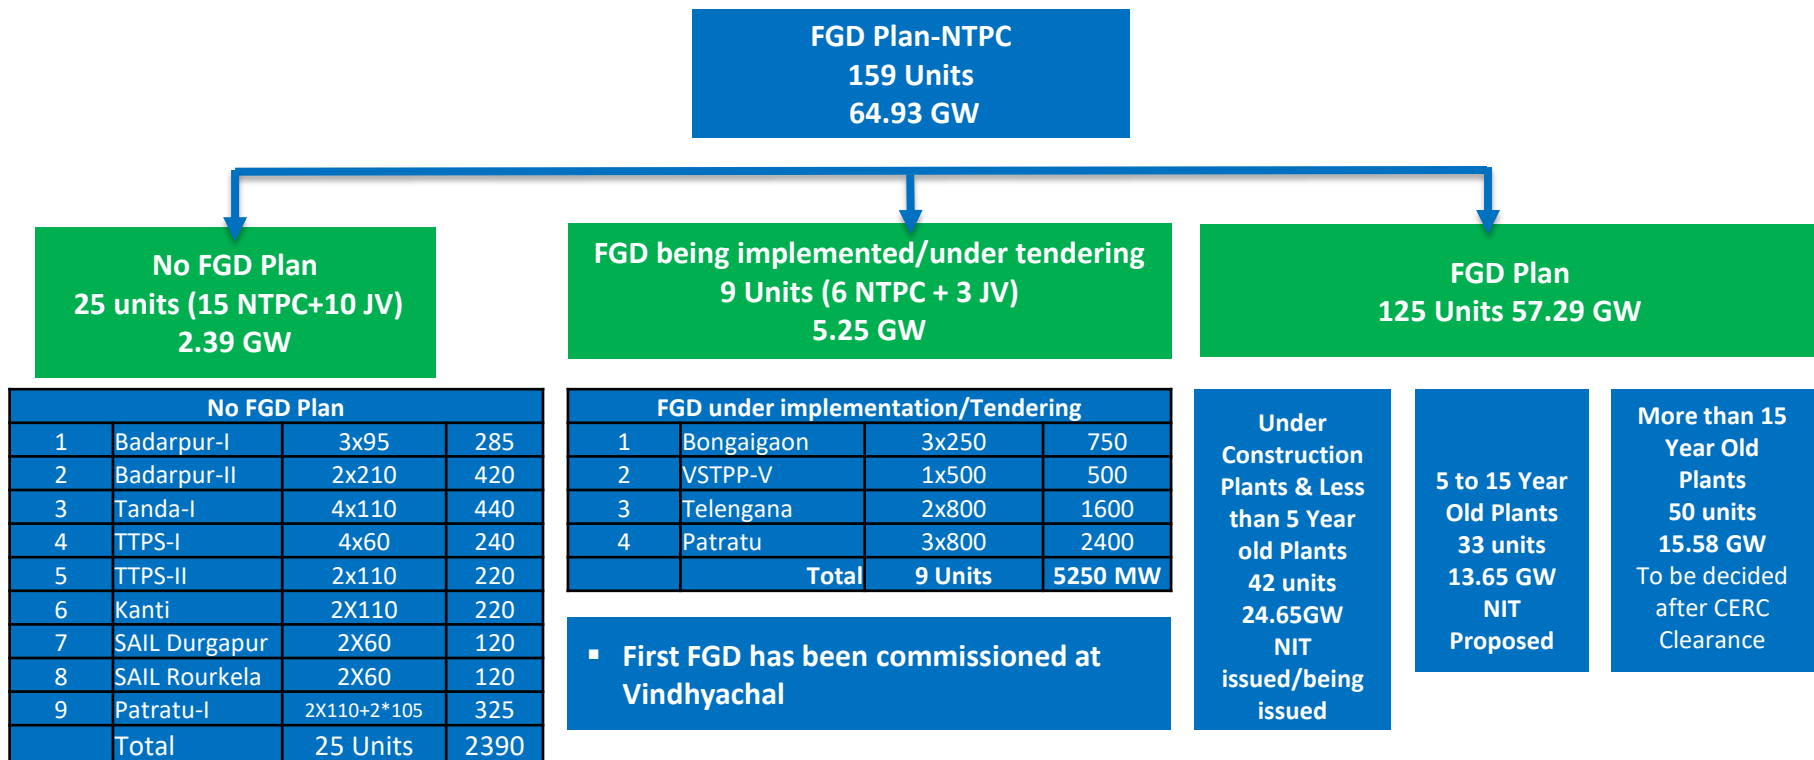 FGD Plan-NTPC
159 Units
64.93 GW
No FGD Plan
25 units (15 NTPC+10 JV)
2.39 GW
FGD being implemented/under tendering
9 Units (6 NTPC + 3 JV)
5.25 GW
FGD Plan
125 Units 57.29 GW
No FGD Plan
1 Badarpur-I 3x95 285
2 Badarpur-II 2x210 420
3 Tanda-I 4x110 440
4 TTPS-I 4x60 240
5 TTPS-II 2x110 220
6 Kanti 2X110 220
7 SAIL Durgapur 2X60 120
8 SAIL Rourkela 2X60 120
9 Patratu-I 2X110+2*105 325
Total 25 Units 2390
FGD under implementation/Tendering
1 Bongaigaon 3x250 750
2 VSTPP-V 1x500 500
3 Telengana 2x800 1600
4 Patratu 3x800 2400
Total 9 Units 5250 MW
▪ First FGD has been commissioned at
Vindhyachal
Under
Construction
Plants & Less
than 5 Year
old Plants
42 units
24.65GW
NIT
issued/being
issued
5 to 15 Year
Old Plants
33 units
13.65 GW
NIT
Proposed
More than 15
Year Old
Plants
50 units
15.58 GW
To be decided
after CERC
Clearance